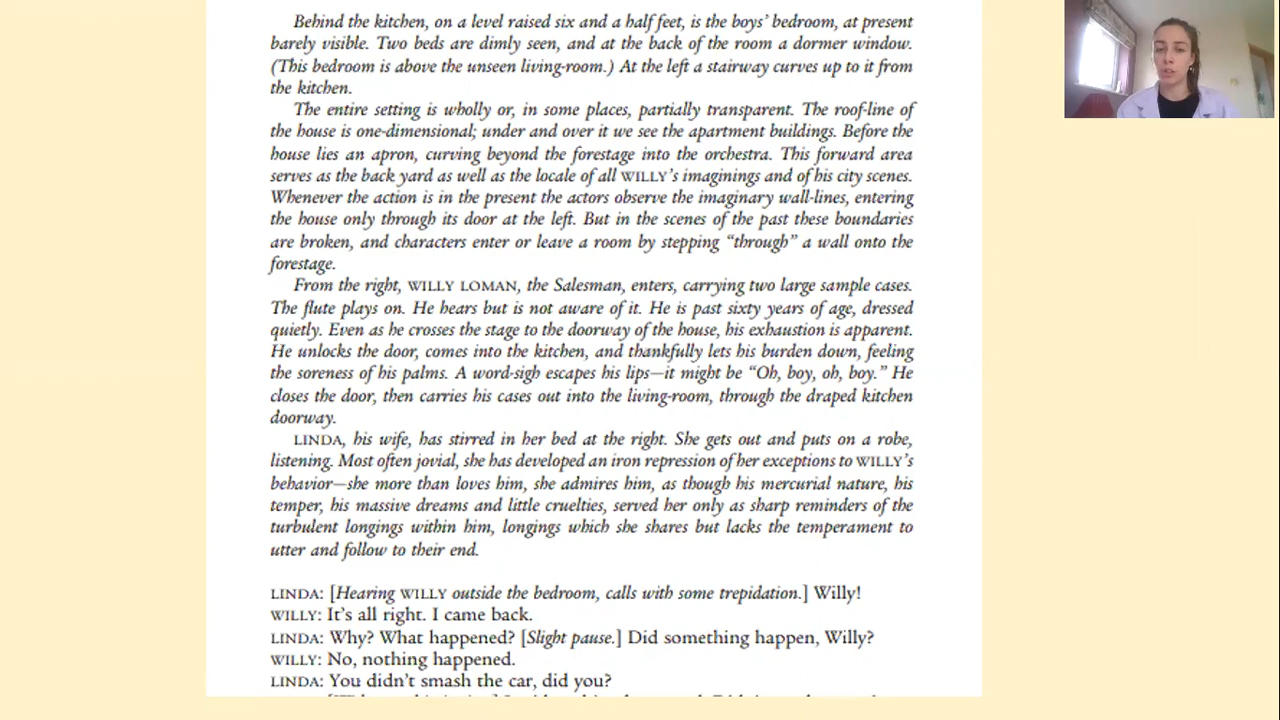 Behind the kitchen, on a level raised six and a half feet, is the boys' bedroom, at present
barely visible. Two beds are dimly seen, and at the back of the room a dormer window.
(This bedroom is above the unseen living-room.) At the left a stairway curves up to it from
the kitchen.
The entire setting is wholly or, in some places, partially transparent. The roof-line of
the house is one-dimensional; under and over it we see the apartment buildings. Before the
house lies an apron, curving beyond the forestage into the orchestra. This forward area
serves as the back yard as well as the locale of all WILLY's imaginings and of his city scenes.
Whenever the action is in the present the actors observe the imaginary wall-lines, entering
the house only through its door at the left. But in the scenes of the past these boundaries
are broken, and characters enter or leave a room by stepping “through” a wall onto the
forestage.
From the right, WILLY LOMAN, the Salesman, enters, carrying two large sample cases.
The flute plays on. He hears but is not aware of it. He is past sixty years of age, dressed
quietly. Even as he crosses the stage to the doorway of the house, his exhaustion is apparent.
He unlocks the door, comes into the kitchen, and thankfully lets his burden down, feeling
the soreness of his palms. A word-sigh escapes his lips—it might be “Oh, boy, oh, boy.” He
closes the door, then carries his cases out into the living-room, through the draped kitchen
doorway.
LINDA, his wife, has stirred in her bed at the right. She gets out and puts on a robe,
listening. Most often jovial, she has developed an iron repression of her exceptions to WILLY's
behavior—she more than loves him, she admires him, as though his mercurial nature, his
temper, his massive dreams and little cruelties, served her only as sharp reminders of the
turbulent longings within him, longings which she shares but lacks the temperament to
utter and follow to their end.
LINDA: [Hearing WILLY outside the bedroom, calls with some trepidation.] Willy!
WILLY: It's all right. I came back.
LINDA: Why? What happened? [Slight pause.] Did something happen, Willy?
WILLY: No, nothing happened.
LINDA: You didn't smash the car, did you?